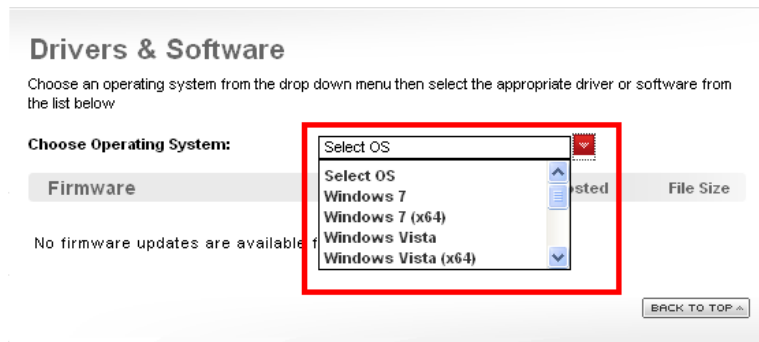 Drivers & Software
Choose an operating system from the drop down menu then select the appropriate driver or software from
the list below
Choose Operating System:
Select OS
Select OS
Windows 7
Windows 7 (x64)
Windows Vista
Windows Vista (x64)
Firmware
File Size
No firmware updates are available
BACK TO TOP